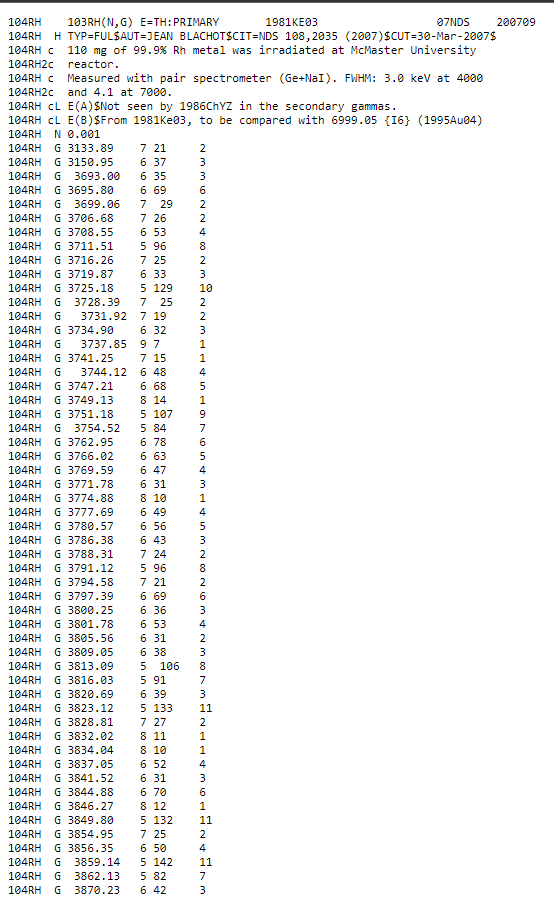 104RH    103RH(N,G) E=TH:PRIMARY       1981KE03                  07NDS    200709
104RH  H TYP=FUL$AUT=JEAN BLACHOT$CIT=NDS 108,2035 (2007)$CUT=30-Mar-2007$
104RH c  110 mg of 99.9% Rh metal was irradiated at McMaster University
104RH2c  reactor.
104RH c  Measured with pair spectrometer (Ge+NaI). FWHM: 3.0 keV at 4000
104RH2c  and 4.1 at 7000.
104RH cL E(A)$Not seen by 1986ChYZ in the secondary gammas.
104RH cL E(B)$From 1981Ke03, to be compared with 6999.05 {I6} (1995Au04)
104RH  N 0.001
104RH  G 3133.89    7 21     2
104RH  G 3150.95    6 37     3
104RH  G  3693.00   6 35     3
104RH  G 3695.80    6 69     6
104RH  G  3699.06   7  29    2
104RH  G 3706.68    7 26     2
104RH  G 3708.55    6 53     4
104RH  G 3711.51    5 96     8
104RH  G 3716.26    7 25     2
104RH  G 3719.87    6 33     3
104RH  G 3725.18    5 129    10
104RH  G  3728.39   7  25    2
104RH  G   3731.92  7 19     2
104RH  G 3734.90    6 32     3
104RH  G   3737.85  9 7      1
104RH  G 3741.25    7 15     1
104RH  G   3744.12  6 48     4
104RH  G 3747.21    6 68     5
104RH  G 3749.13    8 14     1
104RH  G 3751.18    5 107    9
104RH  G  3754.52   5 84     7
104RH  G 3762.95    6 78     6
104RH  G 3766.02    6 63     5
104RH  G 3769.59    6 47     4
104RH  G 3771.78    6 31     3
104RH  G 3774.88    8 10     1
104RH  G 3777.69    6 49     4
104RH  G 3780.57    6 56     5
104RH  G 3786.38    6 43     3
104RH  G 3788.31    7 24     2
104RH  G 3791.12    5 96     8
104RH  G 3794.58    7 21     2
104RH  G 3797.39    6 69     6
104RH  G 3800.25    6 36     3
104RH  G 3801.78    6 53     4
104RH  G 3805.56    6 31     2
104RH  G 3809.05    6 38     3
104RH  G 3813.09    5  106   8
104RH  G 3816.03    5 91     7
104RH  G 3820.69    6 39     3
104RH  G 3823.12    5 133    11
104RH  G 3828.81    7 27     2
104RH  G 3832.02    8 11     1
104RH  G 3834.04    8 10     1
104RH  G 3837.05    6 52     4
104RH  G 3841.52    6 31     3
104RH  G 3844.88    6 70     6
104RH  G 3846.27    8 12     1
104RH  G 3849.80    5 132    11
104RH  G 3854.95    7 25     2
104RH  G 3856.35    6 50     4
104RH  G  3859.14   5 142    11
104RH  G  3862.13   5 82     7
104RH  G  3870.23   6 42     3